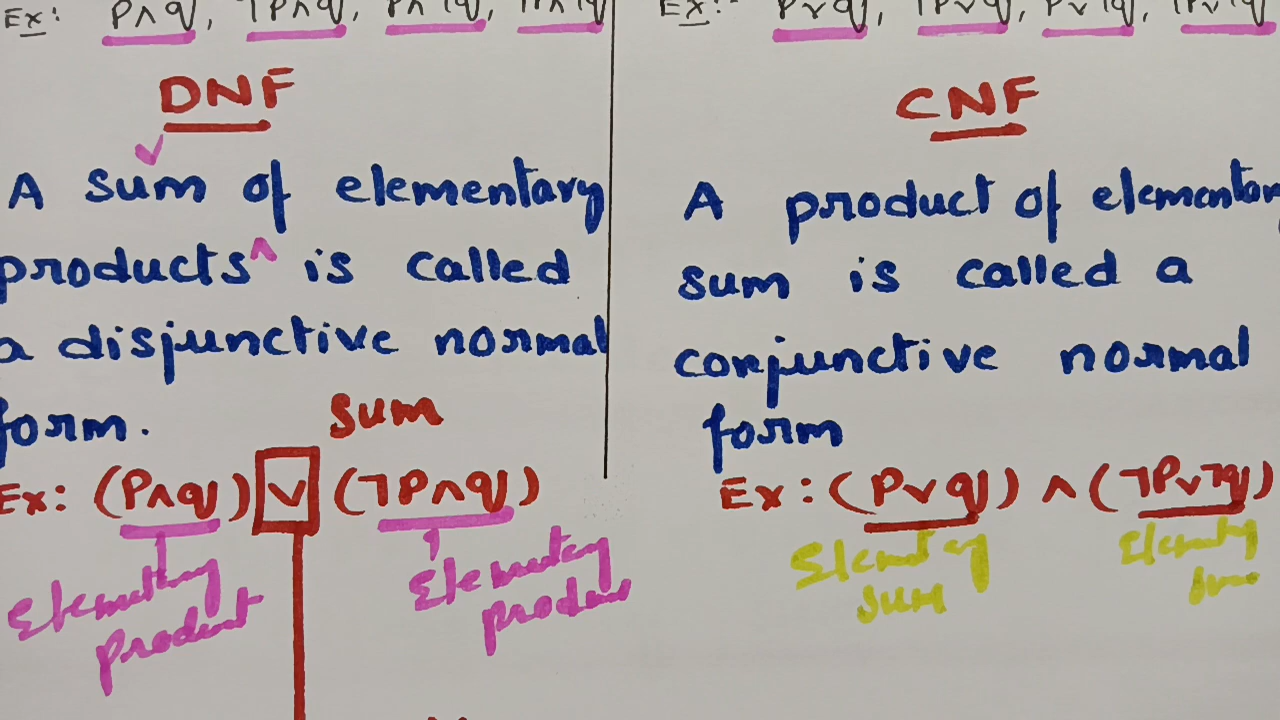 Ex: P∧q, ¬P∧q, P∧¬q, ¬P∧¬q
DNF
∨
A sum of elementary
products ∧ is called
a disjunctive normal
form.
sum
Ex: (P∧q) ∨ (¬P∧q)
Elementary product
Elementary
Ex:- P∨q, ¬P∨q, P∨¬q, ¬P∨¬q
CNF
A product of elementary
sum is called a
conjunctive normal
form
Ex: (P∨q) ∧ (¬P∨¬q)
Elementary
sum